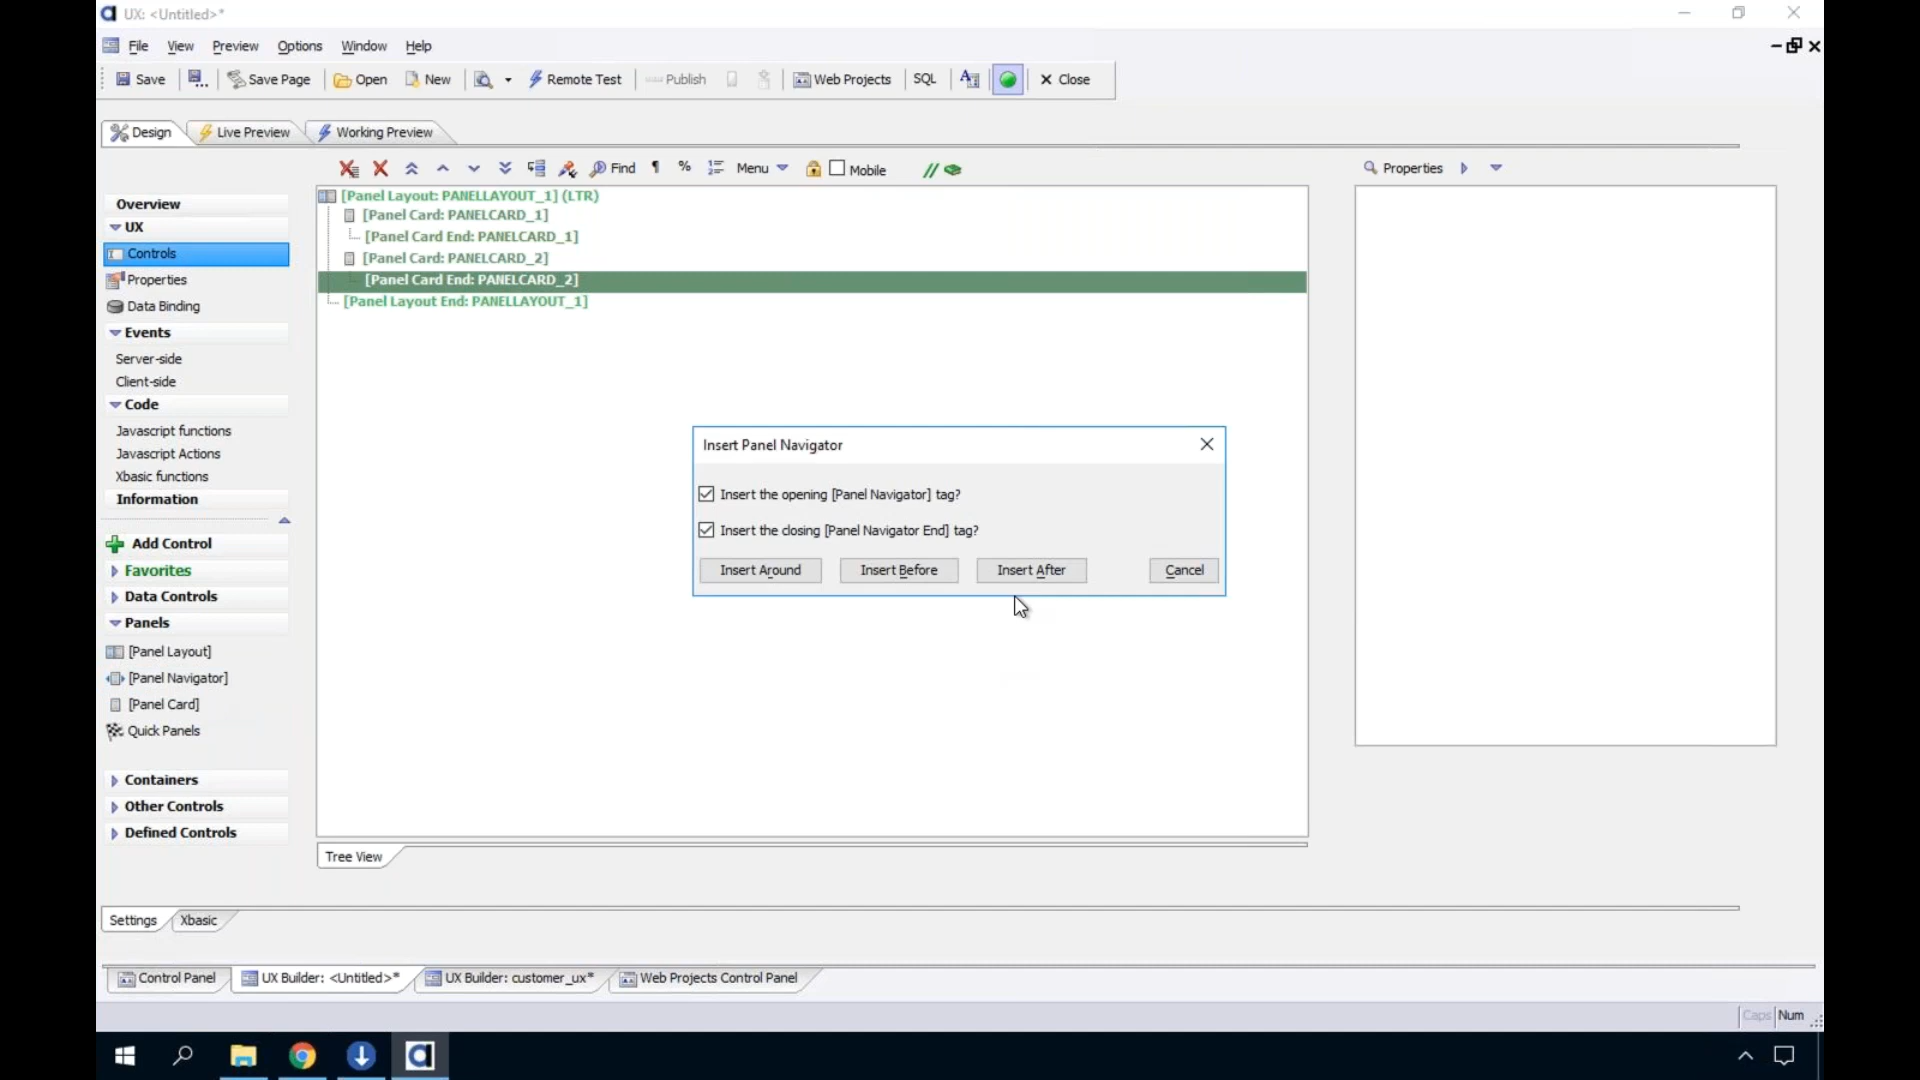 UX: <Untitled>*
File View Preview Options Window Help
Save Save Page Open New Remote Test Publish Web Projects SQL Close
Design Live Preview Working Preview
Find ¶ % Menu Mobile //
Properties
Overview
UX
Controls
Properties
Data Binding
Events
Server-side
Client-side
Code
Javascript functions
Javascript Actions
Xbasic functions
Information
Add Control
Favorites
Data Controls
Panels
[Panel Layout]
[Panel Navigator]
[Panel Card]
Quick Panels
Containers
Other Controls
Defined Controls
[Panel Layout: PANELLAYOUT_1] (LTR)
[Panel Card: PANELCARD_1]
[Panel Card End: PANELCARD_1]
[Panel Card: PANELCARD_2]
[Panel Card End: PANELCARD_2]
[Panel Layout End: PANELLAYOUT_1]
Insert Panel Navigator
Insert the opening [Panel Navigator] tag?
Insert the closing [Panel Navigator End] tag?
Insert Around Insert Before Insert After Cancel
Tree View
Settings Xbasic
Control Panel UX Builder: <Untitled>* UX Builder: customer_ux* Web Projects Control Panel
Caps Num